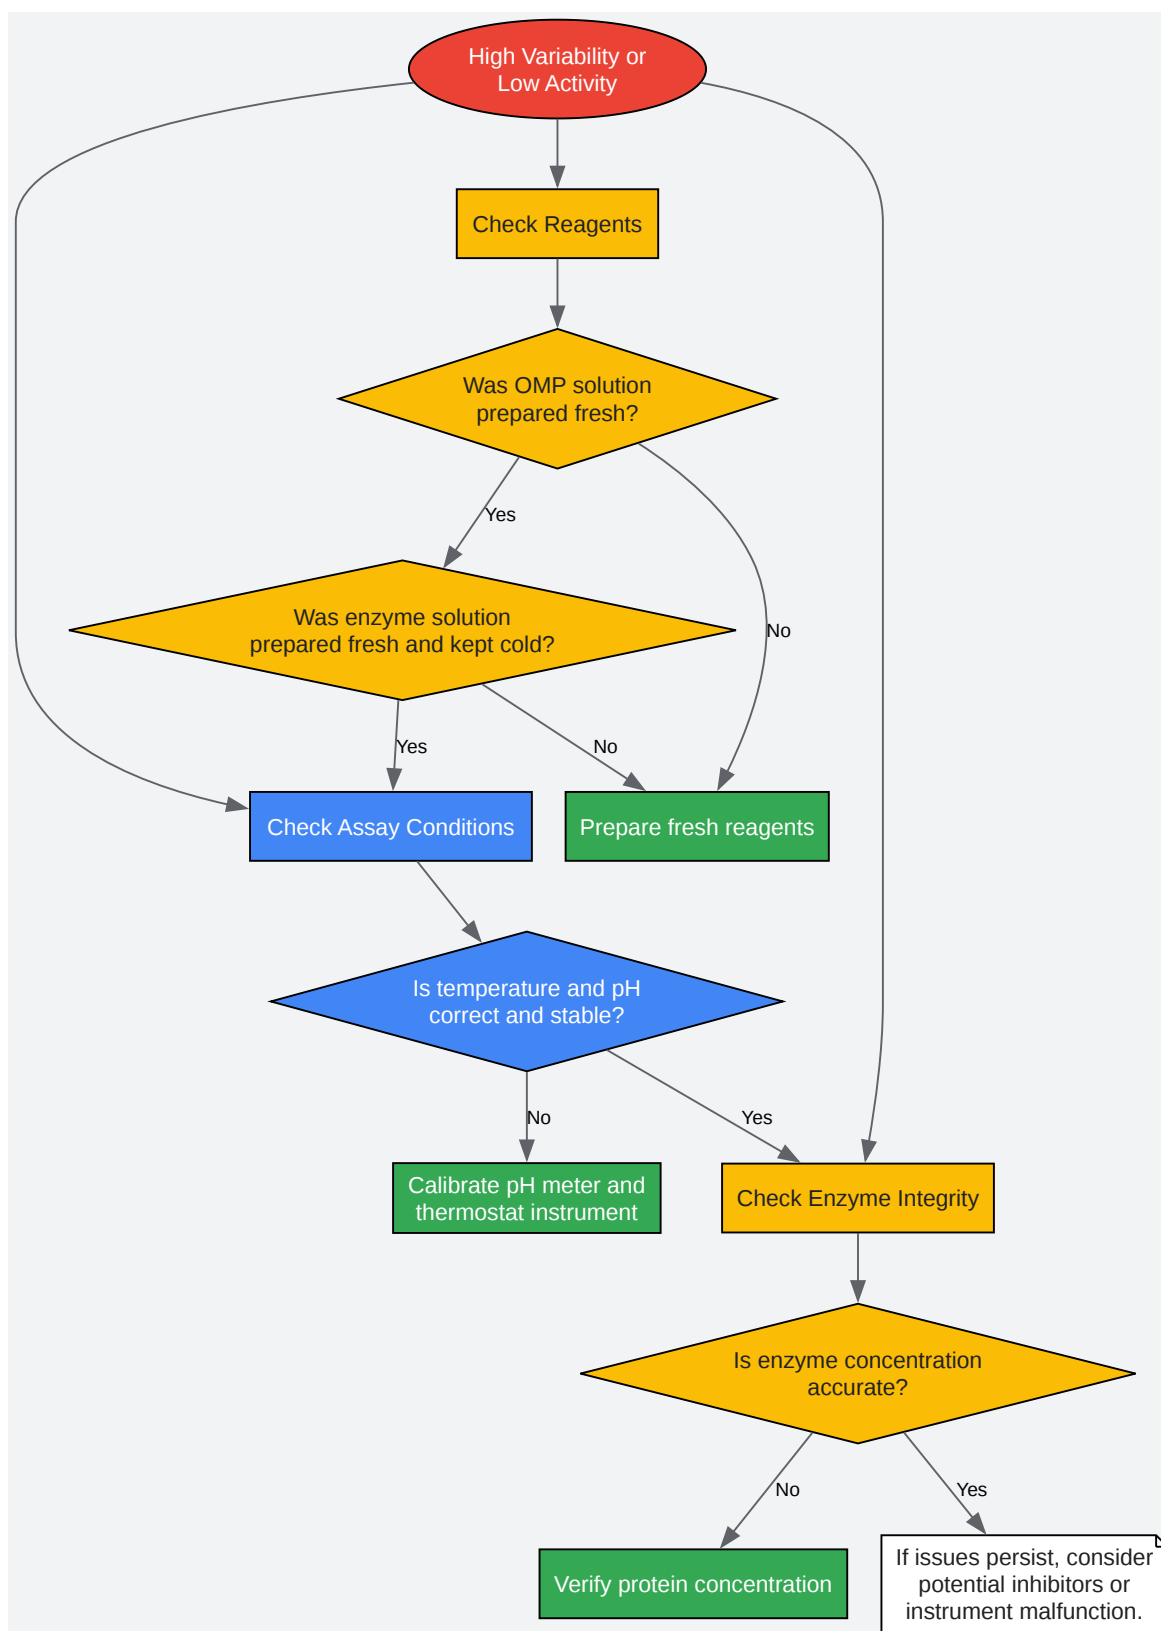 High Variability or
Low Activity
Check Reagents
Was OMP solution
prepared fresh?
Yes
Was enzyme solution
prepared fresh and kept cold?
No
Yes
No
Check Assay Conditions
Prepare fresh reagents
Is temperature and pH
correct and stable?
No
Yes
Calibrate pH meter and
thermostat instrument
Check Enzyme Integrity
Is enzyme concentration
accurate?
No
Yes
Verify protein concentration
If issues persist, consider
potential inhibitors or
instrument malfunction.